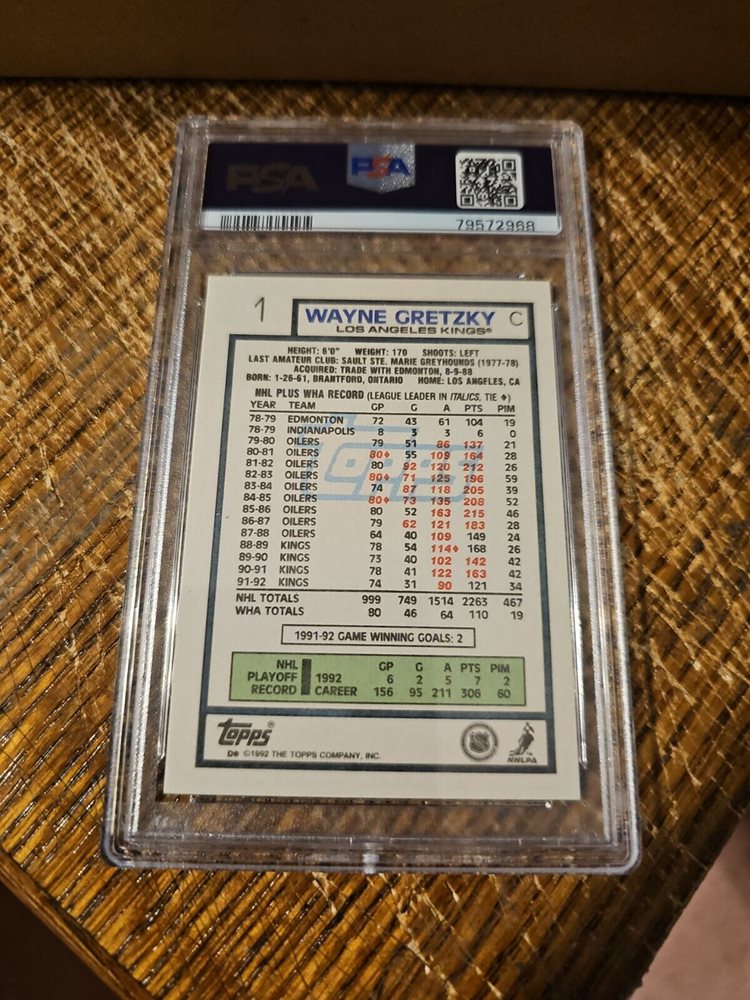 PSA PSA
79572968
1 WAYNE GRETZKY C
LOS ANGELES KINGS®
HEIGHT: 6'0" WEIGHT: 170 SHOOTS: LEFT
LAST AMATEUR CLUB: SAULT STE. MARIE GREYHOUNDS (1977-78)
ACQUIRED: TRADE WITH EDMONTON, 8-9-88
BORN: 1-26-61, BRANTFORD, ONTARIO HOME: LOS ANGELES, CA
NHL PLUS WHA RECORD (LEAGUE LEADER IN ITALICS, TIE ♦)
YEAR TEAM GP G A PTS PIM
78-79 EDMONTON 72 43 61 104 19
78-79 INDIANAPOLIS 8 3 3 6 0
79-80 OILERS 79 51 86 137 21
80-81 OILERS 80♦ 55 109 164 28
81-82 OILERS 80 92 120 212 26
82-83 OILERS 80♦ 71 125 196 59
83-84 OILERS 74 87 118 205 39
84-85 OILERS 80♦ 73 135 208 52
85-86 OILERS 80 52 163 215 46
86-87 OILERS 79 62 121 183 28
87-88 OILERS 64 40 109 149 24
88-89 KINGS 78 54 114♦ 168 26
89-90 KINGS 73 40 102 142 42
90-91 KINGS 78 41 122 163 42
91-92 KINGS 74 31 90 121 34
NHL TOTALS 999 749 1514 2263 467
WHA TOTALS 80 46 64 110 19
1991-92 GAME WINNING GOALS: 2
NHL GP G A PTS PIM
PLAYOFF 1992 6 2 5 7 2
RECORD CAREER 156 95 211 306 60
Topps®
D* ©1992 THE TOPPS COMPANY, INC.
NHLPA